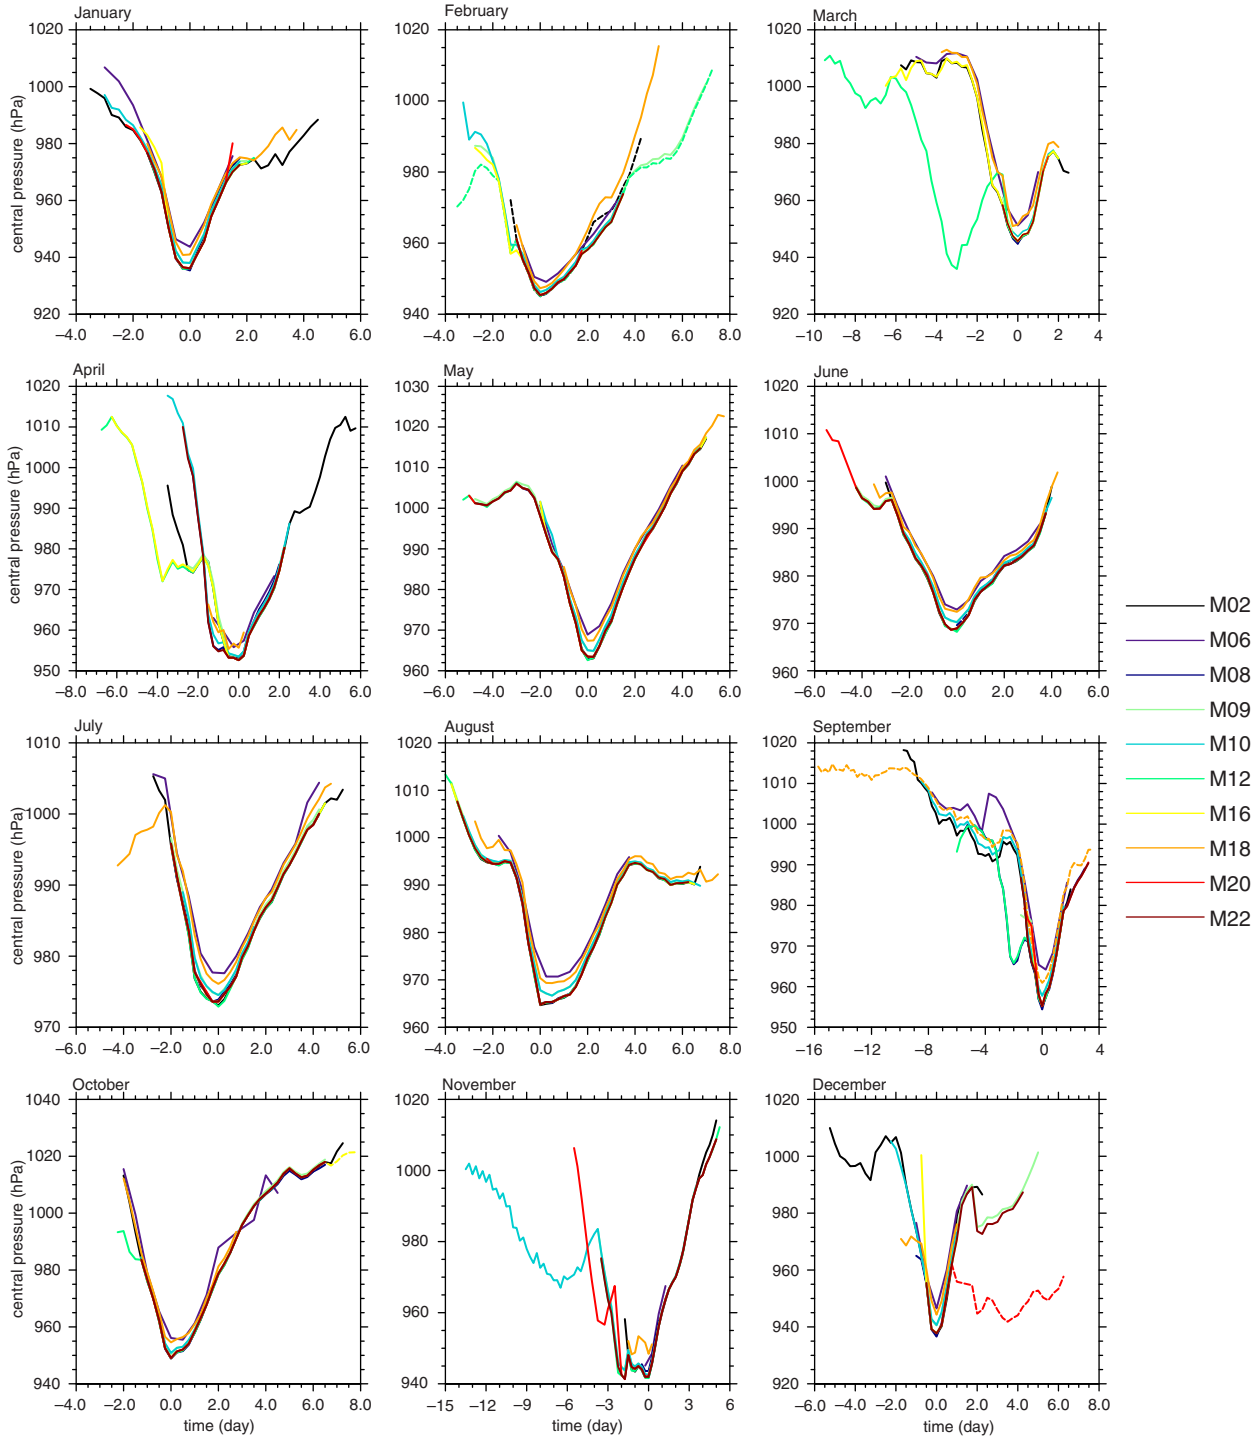 January
central pressure (hPa)
1020
1000
980
960
940
920
–4.0 –2.0 0.0 2.0 4.0 6.0
February
1020
1000
980
960
940
–4.0 –2.0 0.0 2.0 4.0 6.0 8.0
March
1020
1000
980
960
940
920
–10 –8 –6 –4 –2 0 2 4
April
central pressure (hPa)
1020
1010
1000
990
980
970
960
950
–8.0 –6.0 –4.0 –2.0 0.0 2.0 4.0 6.0
May
1030
1020
1010
1000
990
980
970
960
–6.0 –4.0 –2.0 0.0 2.0 4.0 6.0
June
1020
1010
1000
990
980
970
960
–6.0 –4.0 –2.0 0.0 2.0 4.0 6.0
July
central pressure (hPa)
1010
1000
990
980
970
–6.0 –4.0 –2.0 0.0 2.0 4.0 6.0
August
1020
1010
1000
990
980
970
960
–4.0 –2.0 0.0 2.0 4.0 6.0 8.0
September
1020
1010
1000
990
980
970
960
950
–16 –12 –8 –4 0 4
October
central pressure (hPa)
1040
1020
1000
980
960
940
–4.0 –2.0 0.0 2.0 4.0 6.0 8.0
time (day)
November
1020
1000
980
960
940
–15 –12 –9 –6 –3 0 3 6
time (day)
December
1020
1000
980
960
940
920
–6.0 –4.0 –2.0 0.0 2.0 4.0 6.0 8.0
time (day)
M02
M06
M08
M09
M10
M12
M16
M18
M20
M22